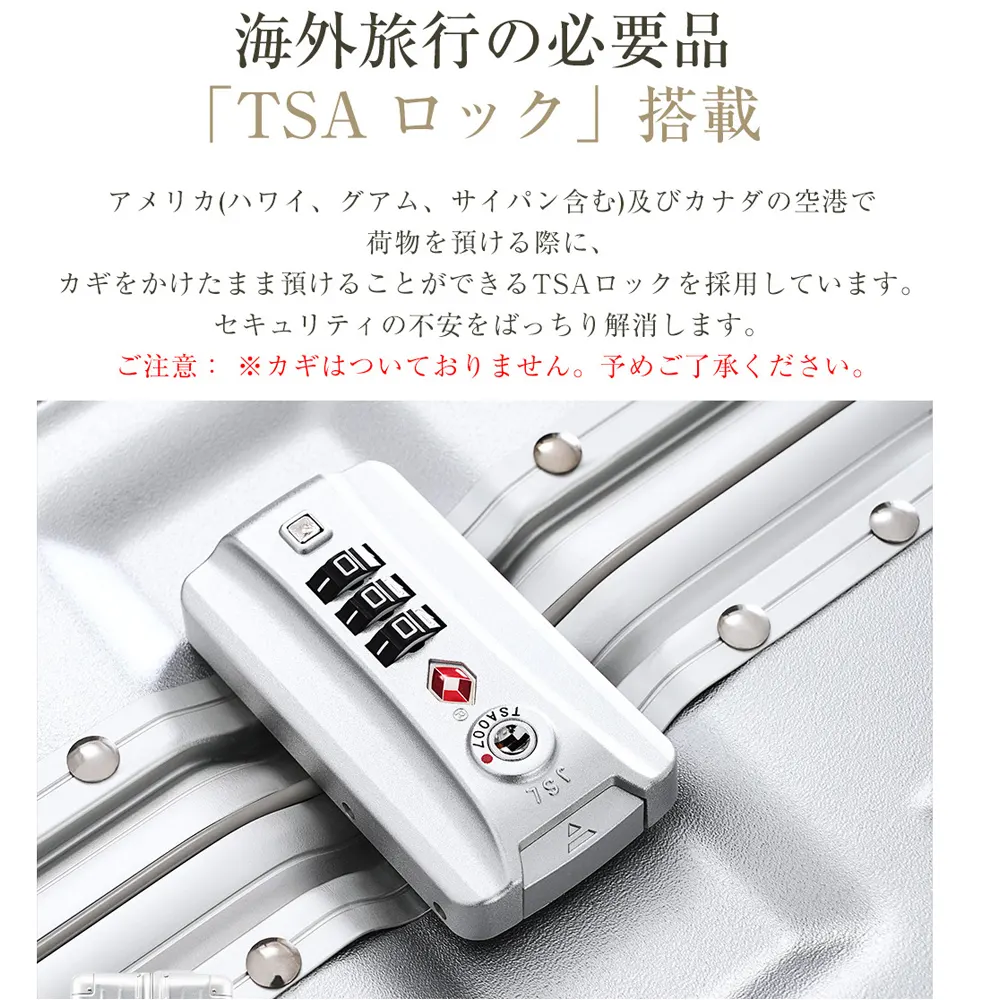 海外旅行の必要品
「TSA ロック」搭載
アメリカ(ハワイ、グアム、サイパン含む)及びカナダの空港で
荷物を預ける際に、
カギをかけたまま預けることができるTSAロックを採用しています。
セキュリティの不安をばっちり解消します。
ご注意： ※カギはついておりません。予めご了承ください。
0
0
0
®
TSA007
JSL